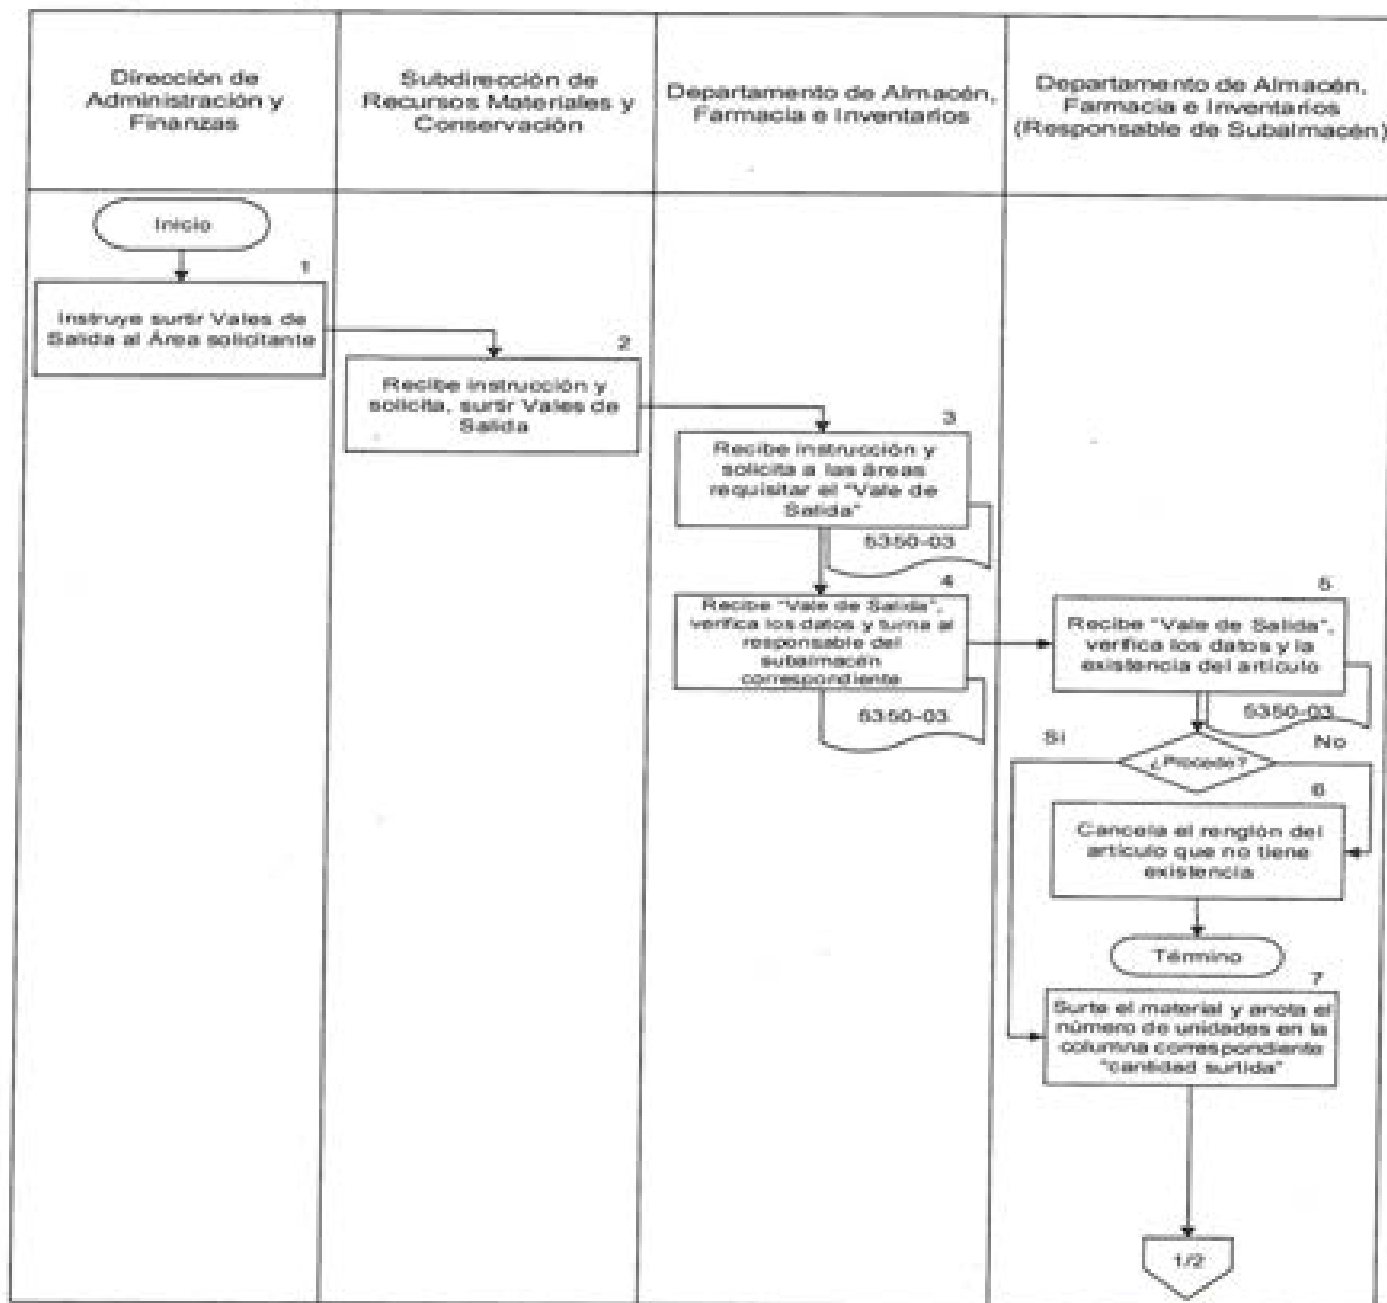 Dirección de
Administración y
Finanzas
Subdirección de
Recursos Materiales y
Conservación
Departamento de Almacén,
Farmacia e Inventarios
Departamento de Almacén,
Farmacia e Inventarios
(Responsable de Subalmacén)
Inicio
1
Instruye surtir Vales de
Salida al Área solicitante
2
Recibe instrucción y
solicita, surtir Vales de
Salida
3
Recibe instrucción y
solicita a las áreas
requisitar el "Vale de
Salida"
5350-03
4
Recibe "Vale de Salida",
verifica los datos y turna al
responsable del
subalmacén
correspondiente
5350-03
5
Recibe "Vale de Salida",
verifica los datos y la
existencia del artículo
5350-03
Si
No
¿Procede?
6
Cancela el renglón del
artículo que no tiene
existencia
Término
7
Surte el material y anota el
número de unidades en la
columna correspondiente
"cantidad surtida"
1/2